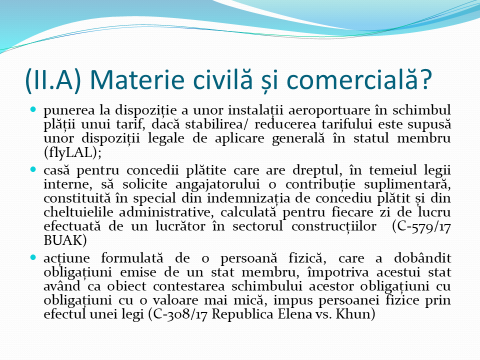 (II.A) Materie civilă și comercială?
punerea la dispoziție a unor instalații aeroportuare în schimbul
plății unui tarif, dacă stabilirea/ reducerea tarifului este supusă
unor dispoziții legale de aplicare generală în statul membru
(flyLAL);
casă pentru concedii plătite care are dreptul, în temeiul legii
interne, să solicite angajatorului o contribuție suplimentară,
constituită în special din indemnizația de concediu plătit și din
cheltuielile administrative, calculată pentru fiecare zi de lucru
efectuată de un lucrător în sectorul construcțiilor (C-579/17
BUAK)
acțiune formulată de o persoană fizică, care a dobândit
obligațiuni emise de un stat membru, împotriva acestui stat
având ca obiect contestarea schimbului acestor obligațiuni cu
obligațiuni cu o valoare mai mică, impus persoanei fizice prin
efectul unei legi (C-308/17 Republica Elena vs. Khun)